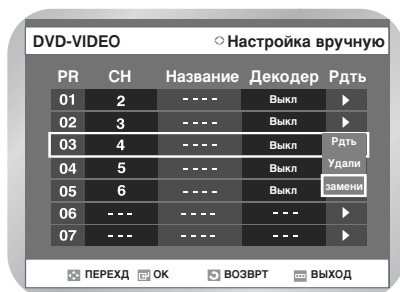 DVD-VIDEO Настройка вручную
PR CH Название Декодер Рдть
01 2 ---- Выкл
02 3 ---- Выкл
03 4 ---- Выкл Рдть
04 5 ---- Выкл Удали
05 6 ---- Выкл замени
06 --- ---- ---
07 --- ---- ---
ПЕРЕХД ОК ВОЗВРТ ВЫХОД